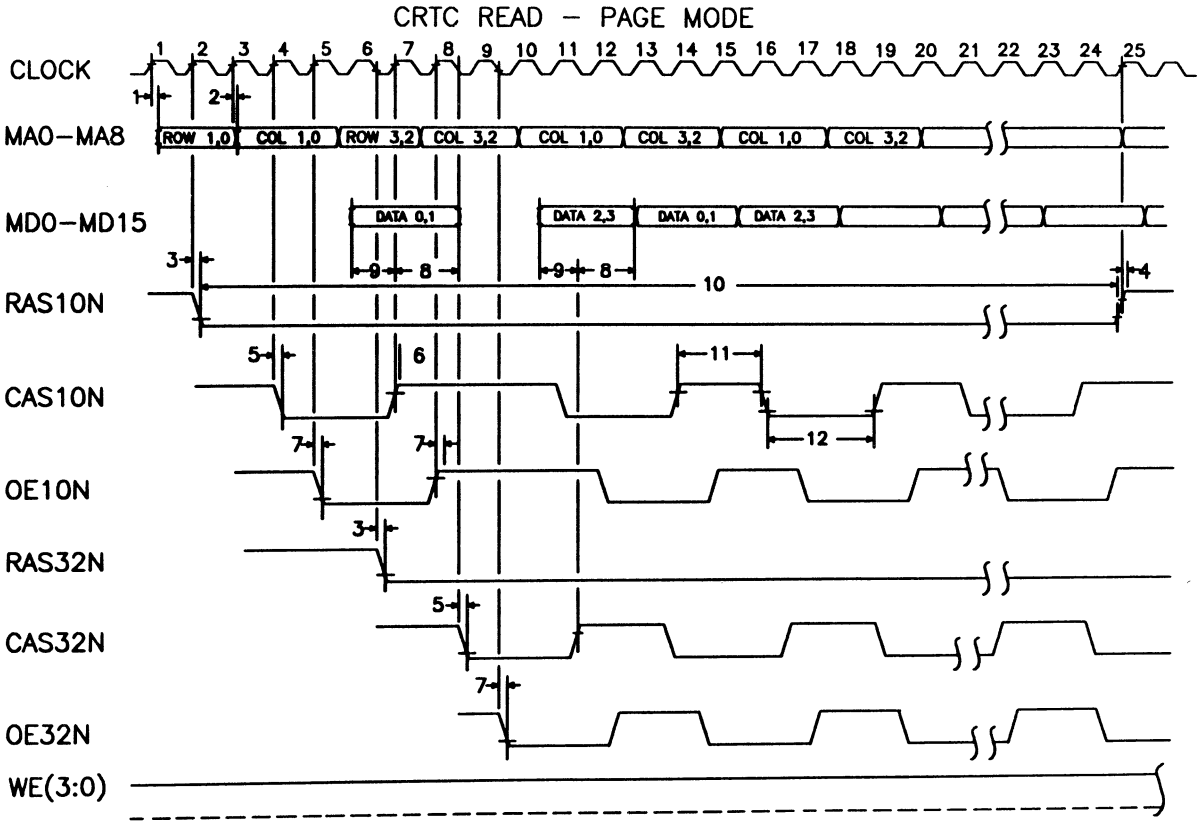 CRTC READ – PAGE MODE
1 2 3 4 5 6 7 8 9 10 11 12 13 14 15 16 17 18 19 20 21 22 23 24 25
CLOCK
1 2
MA0–MA8 ROW 1,0 COL 1,0 ROW 3,2 COL 3,2 COL 1,0 COL 3,2 COL 1,0 COL 3,2
MD0–MD15 DATA 0,1 DATA 2,3 DATA 0,1 DATA 2,3
3 9 8 9 8 4
10
RAS10N
5 6 11
CAS10N
12
7 7
OE10N
3
RAS32N
5
CAS32N
7
OE32N
WE(3:0)